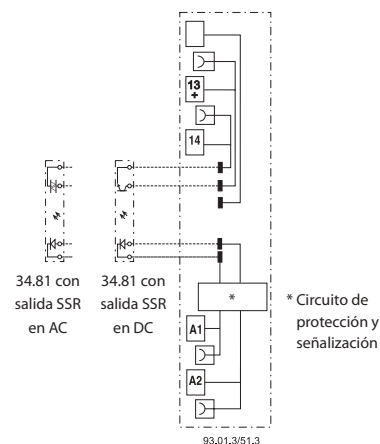 13
+
14
34.81 con
salida SSR
en AC
34.81 con
salida SSR
en DC
*
* Circuito de
protección y
señalización
A1
A2
93.01.3/51.3